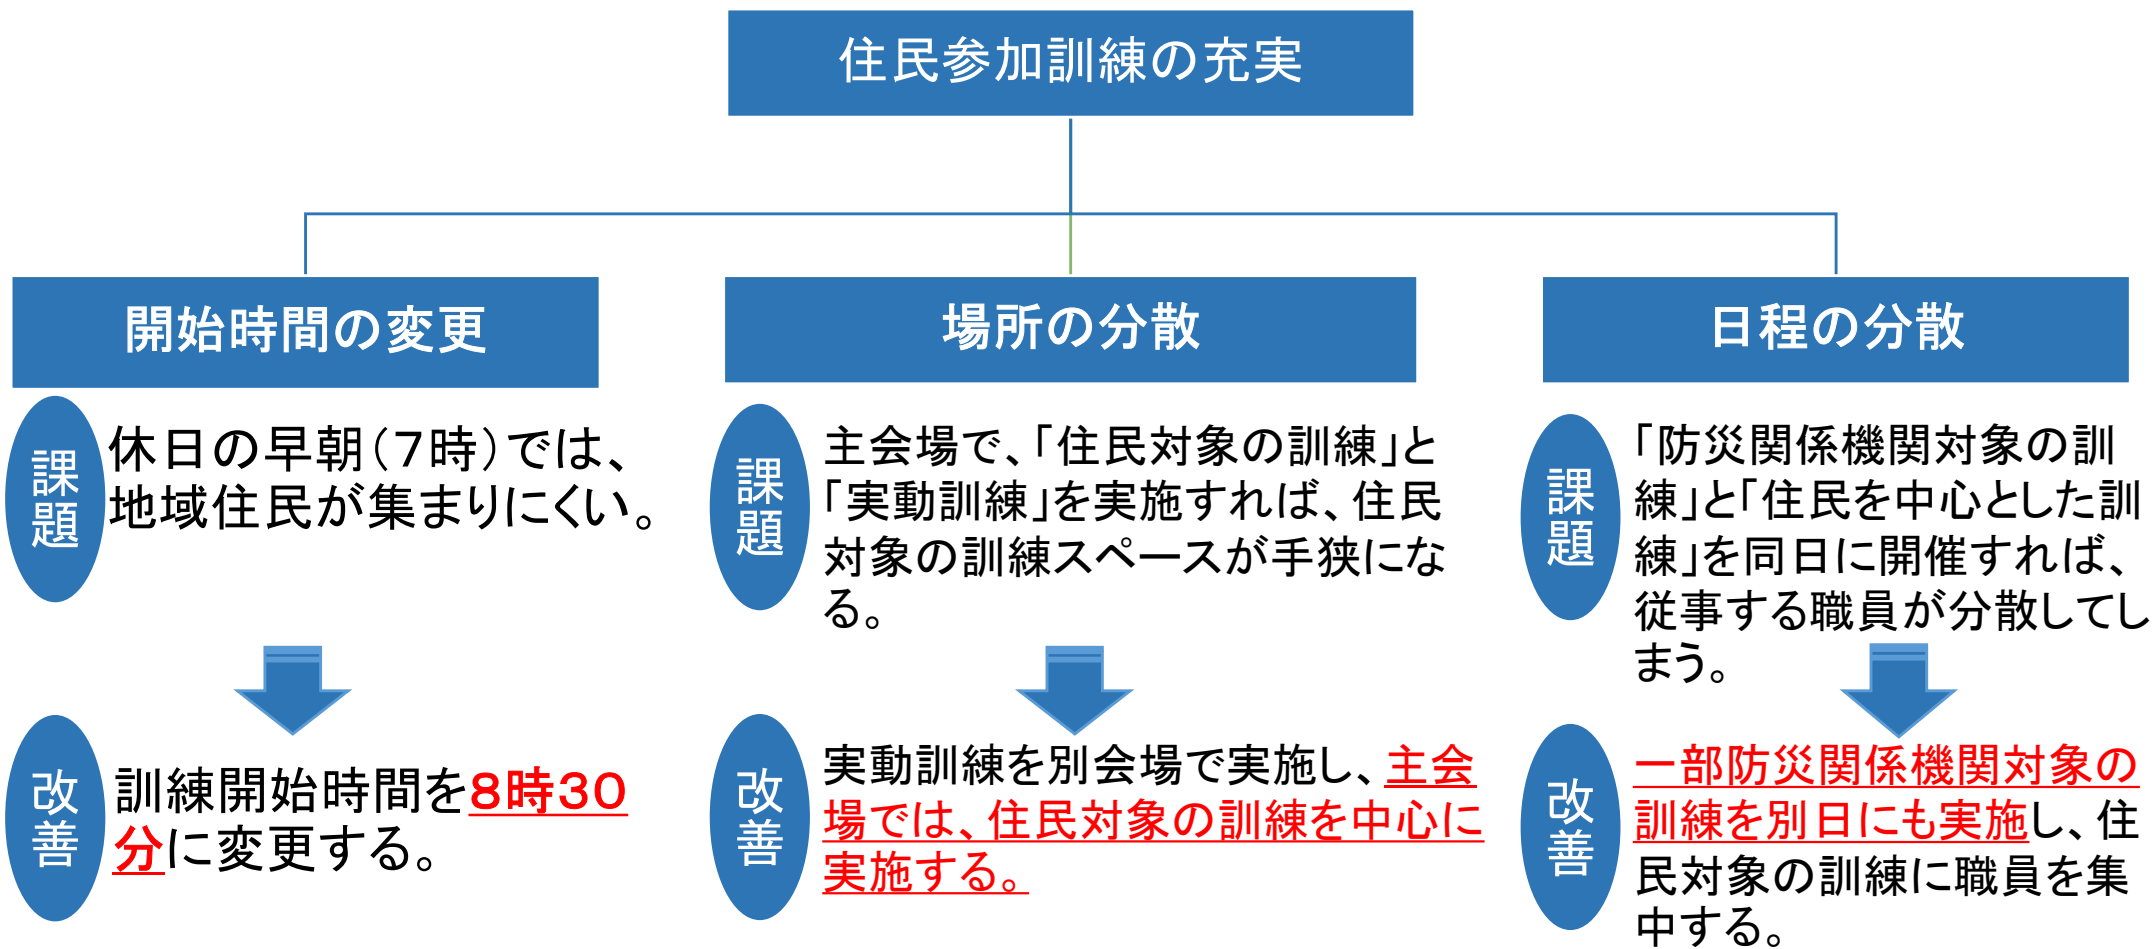 住民参加訓練の充実
開始時間の変更
課題
休日の早朝（７時）では、
地域住民が集まりにくい。
改善
訓練開始時間を８時３０
分に変更する。
場所の分散
課題
主会場で、「住民対象の訓練」と
「実動訓練」を実施すれば、住民
対象の訓練スペースが手狭にな
る。
改善
実動訓練を別会場で実施し、主会
場では、住民対象の訓練を中心に
実施する。
日程の分散
課題
「防災関係機関対象の訓
練」と「住民を中心とした訓
練」を同日に開催すれば、
従事する職員が分散してし
まう。
改善
一部防災関係機関対象の
訓練を別日にも実施し、住
民対象の訓練に職員を集
中する。